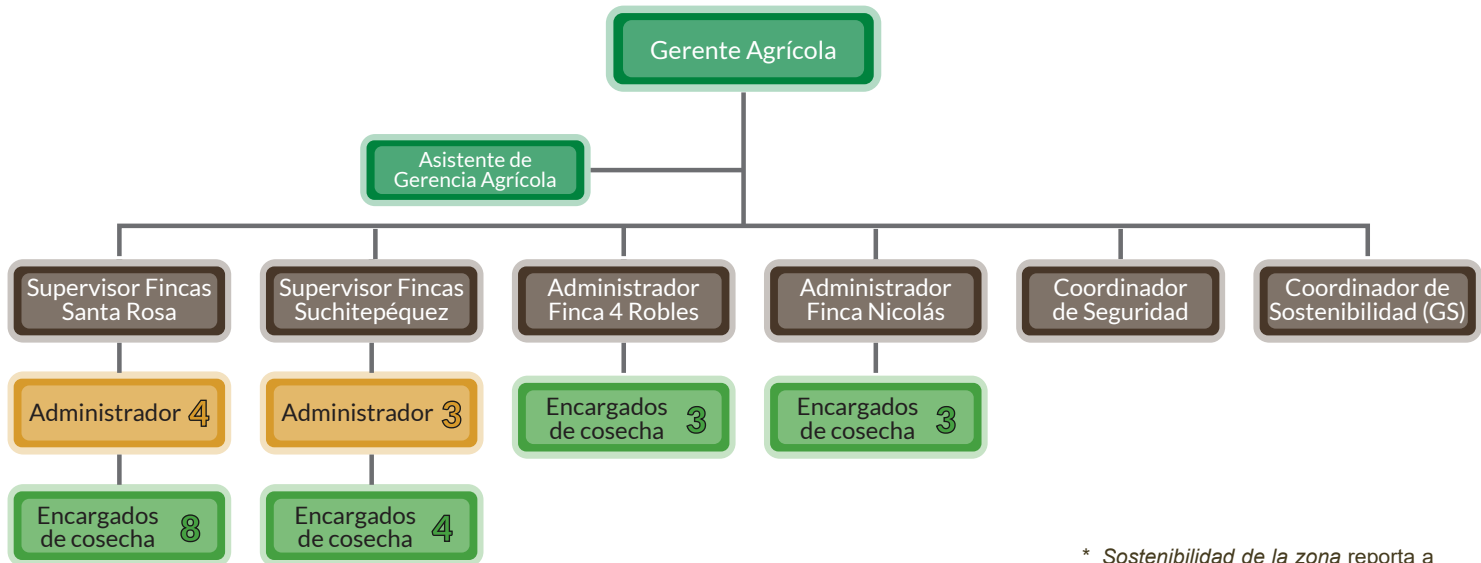 Gerente Agrícola
Asistente de
Gerencia Agrícola
Supervisor Fincas
Santa Rosa
Supervisor Fincas
Suchitepéquez
Administrador
Finca 4 Robles
Administrador
Finca Nicolás
Coordinador
de Seguridad
Coordinador de
Sostenibilidad (GS)
Administrador 4
Administrador 3
Encargados
de cosecha 3
Encargados
de cosecha 3
Encargados
de cosecha 8
Encargados
de cosecha 4
* Sostenibilidad de la zona reporta a